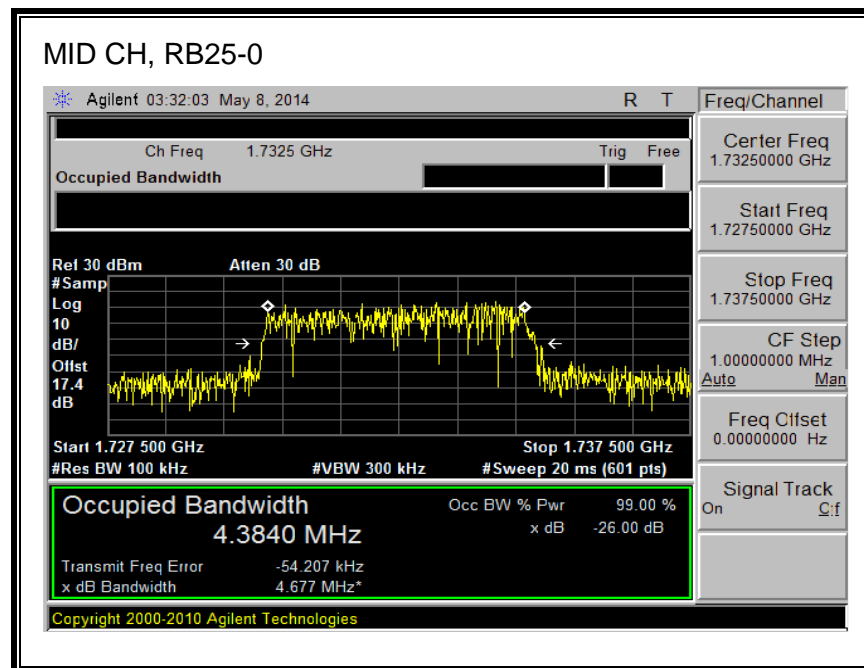 MID CH, RB25-0
Agilent 03:32:03 May 8, 2014 R T
Freq/Channel
Ch Freq 1.7325 GHz Trig Free
Occupied Bandwidth
Center Freq
1.73250000 GHz
Start Freq
1.72750000 GHz
Stop Freq
1.73750000 GHz
CF Step
1.00000000 MHz
Auto Man
Freq Offset
0.00000000 Hz
Signal Track
On Off
Ref 30 dBm Atten 30 dB
#Samp
Log
10
dB/
Offst
17.4
dB
Start 1.727 500 GHz Stop 1.737 500 GHz
#Res BW 100 kHz #VBW 300 kHz #Sweep 20 ms (601 pts)
Occupied Bandwidth Occ BW % Pwr 99.00 %
4.3840 MHz x dB -26.00 dB
Transmit Freq Error -54.207 kHz
x dB Bandwidth 4.677 MHz*
Copyright 2000-2010 Agilent Technologies